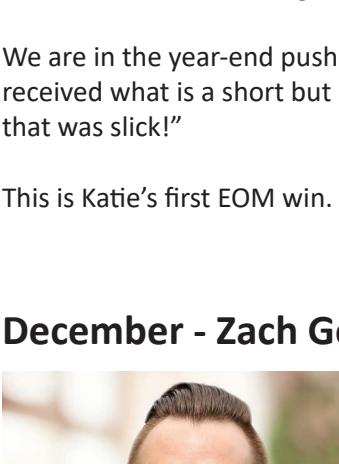 We are in the year-end push
received what is a short but
that was slick!”
This is Katie’s first EOM win.
December - Zach